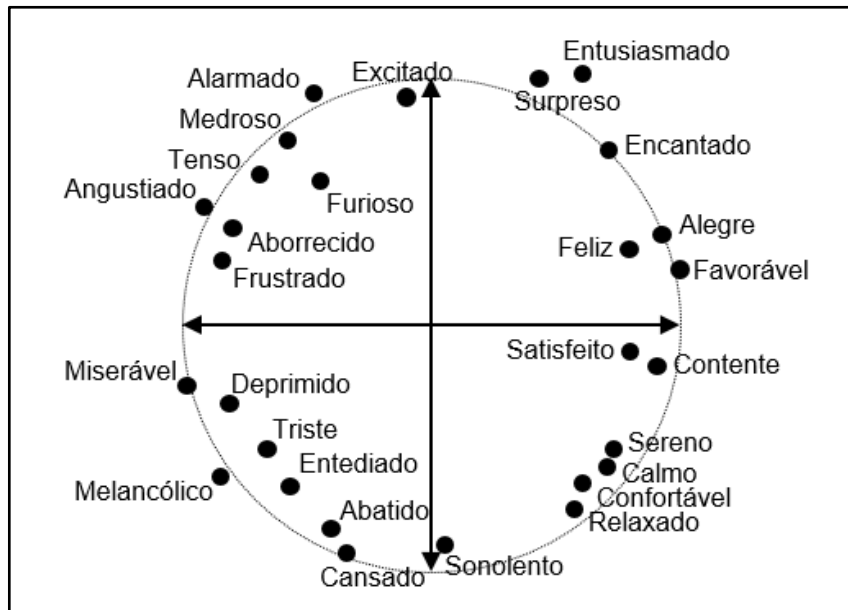 Entusiasmado
Alarmado
Excitado
Surpreso
Medroso
Encantado
Tenso
Angustiado
Furioso
Aborrecido
Alegre
Feliz
Frustrado
Favorável
Satisfeito
Contente
Miserável
Deprimido
Triste
Sereno
Entediado
Calmo
Melancólico
Confortável
Abatido
Relaxado
Sonolento
Cansado